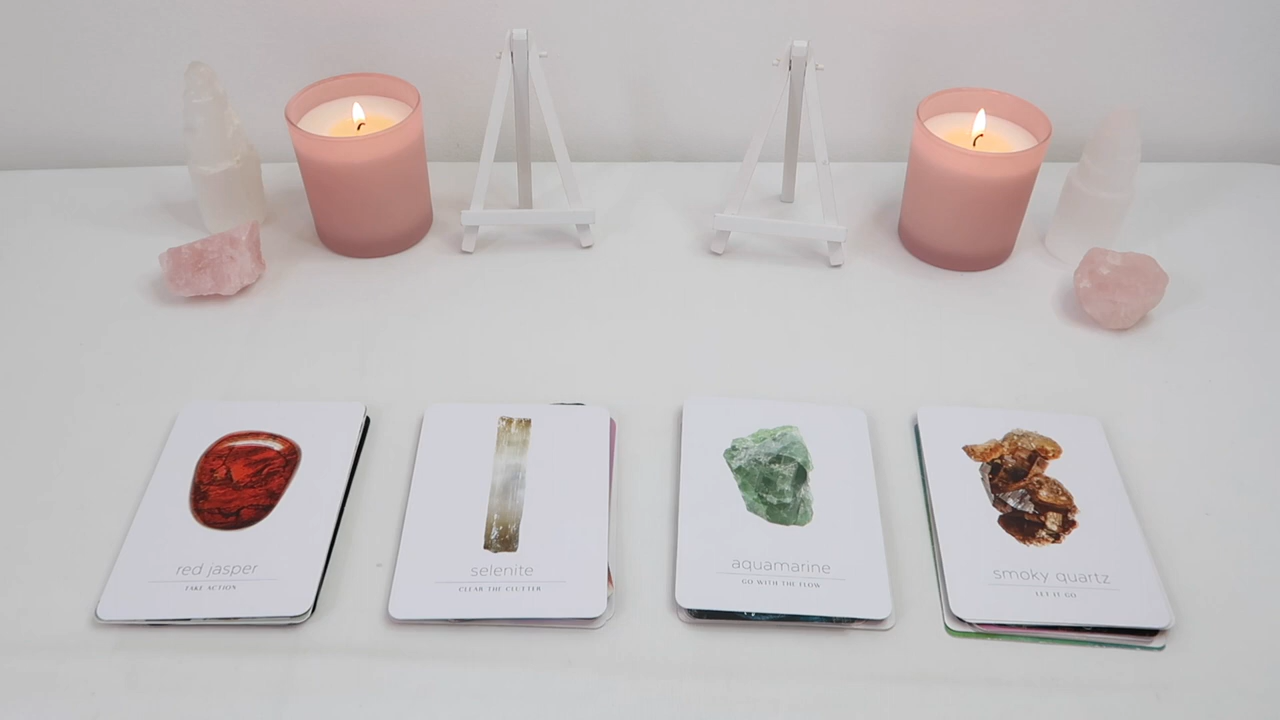 red jasper
TAKE ACTION
selenite
CLEAR THE CLUTTER
aquamarine
GO WITH THE FLOW
smoky quartz
LET IT GO